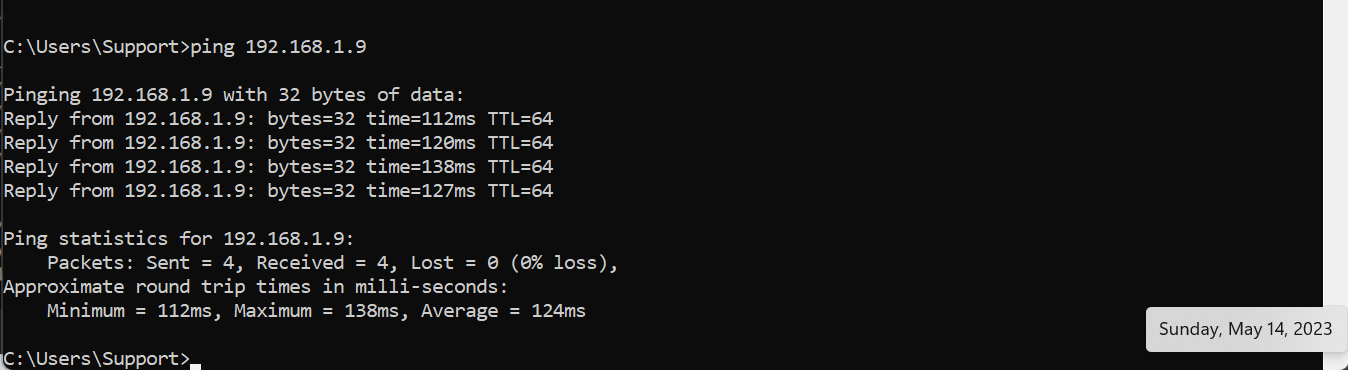 C:\Users\Support>ping 192.168.1.9
Pinging 192.168.1.9 with 32 bytes of data:
Reply from 192.168.1.9: bytes=32 time=112ms TTL=64
Reply from 192.168.1.9: bytes=32 time=120ms TTL=64
Reply from 192.168.1.9: bytes=32 time=138ms TTL=64
Reply from 192.168.1.9: bytes=32 time=127ms TTL=64
Ping statistics for 192.168.1.9:
    Packets: Sent = 4, Received = 4, Lost = 0 (0% loss),
Approximate round trip times in milli-seconds:
    Minimum = 112ms, Maximum = 138ms, Average = 124ms
Sunday, May 14, 2023
C:\Users\Support>